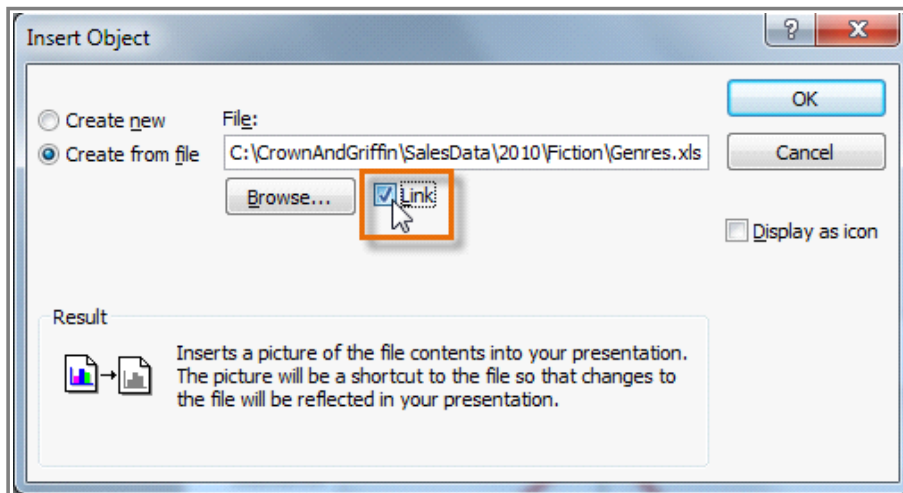 Insert Object
Create new
File:
OK
Create from file
C:\CrownAndGriffin\SalesData\2010\Fiction\Genres.xls
Cancel
Browse...
Link
Display as icon
Result
Inserts a picture of the file contents into your presentation.
The picture will be a shortcut to the file so that changes to
the file will be reflected in your presentation.